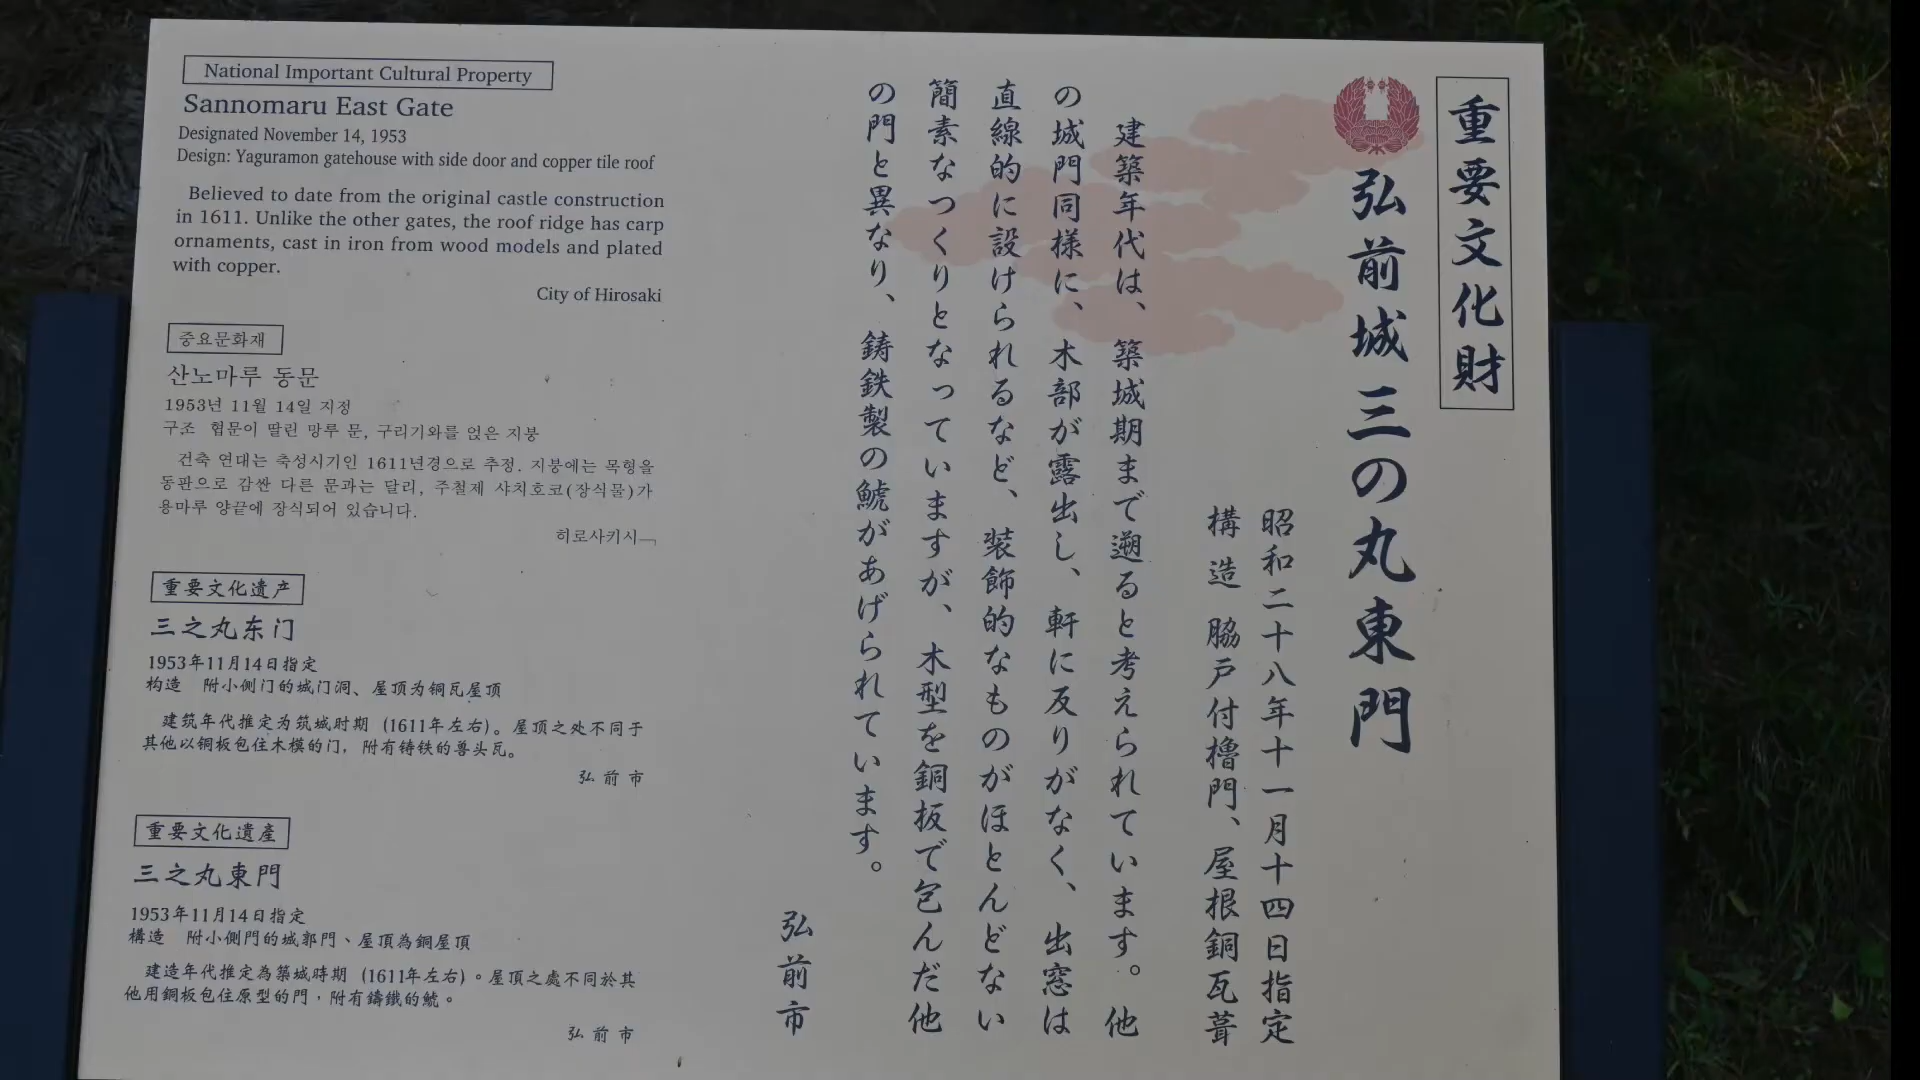 National Important Cultural Property
Sannomaru East Gate
Designated November 14, 1953
Design: Yaguramon gatehouse with side door and copper tile roof
Believed to date from the original castle construction
in 1611. Unlike the other gates, the roof ridge has carp
ornaments, cast in iron from wood models and plated
with copper.
City of Hirosaki
중요문화재
산노마루 동문
1953년 11월 14일 지정
구조 협문이 딸린 망루 문, 구리기와를 얹은 지붕
건축 연대는 축성시기인 1611년경으로 추정. 지붕에는 목형을
동판으로 감싼 다른 문과는 달리, 주철제 샤치호코(장식물)가
용마루 양끝에 장식되어 있습니다.
히로사키시
重要文化遗产
三之丸东门
1953年11月14日指定
构造 附小侧门的城门洞、屋顶为铜瓦屋顶
建筑年代推定为筑城时期（1611年左右）。屋顶之处不同于
其他以铜板包住木模的门，附有铸铁的兽头瓦。
弘前市
重要文化遺產
三之丸東門
1953年11月14日指定
構造 附小側門的城郭門、屋頂為銅屋頂
建造年代推定為築城時期（1611年左右）。屋頂之處不同於其
他用銅板包住原型的門，附有鑄鐵的鯱。
弘前市
重要文化財
弘前城三の丸東門
昭和二十八年十一月十四日指定
構造 脇戸付櫓門、屋根銅瓦葺
建築年代は、築城期まで遡ると考えられています。他
の城門同様に、木部が露出し、軒に反りがなく、出窓は
直線的に設けられるなど、装飾的なものがほとんどない
簡素なつくりとなっていますが、木型を銅板で包んだ他
の門と異なり、鋳鉄製の鯱があげられています。
弘前市